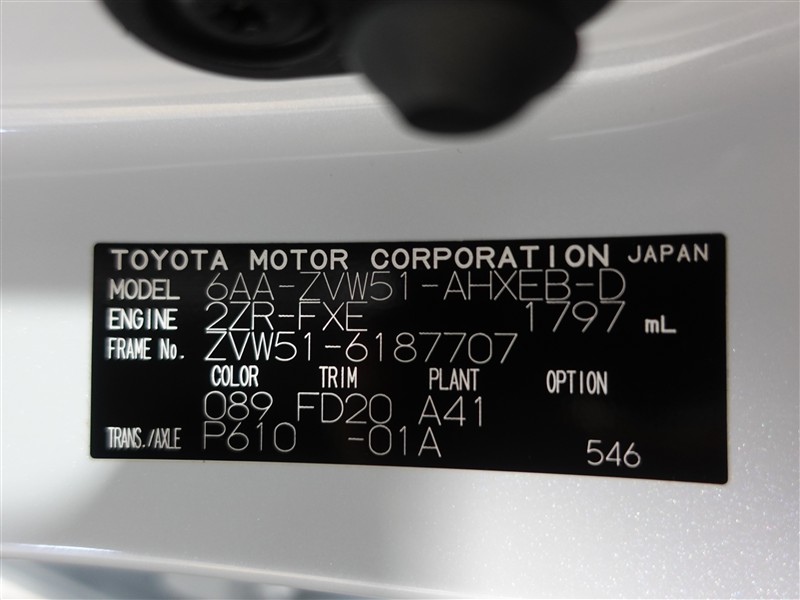 TOYOTA MOTOR CORPORATION JAPAN
MODEL 6AA-ZVW51-AHXEB-D
ENGINE 2ZR-FXE 1797 mL
FRAME No. ZVW51-6187707
COLOR TRIM PLANT OPTION
089 FD20 A41
TRANS./AXLE P610 -01A 546